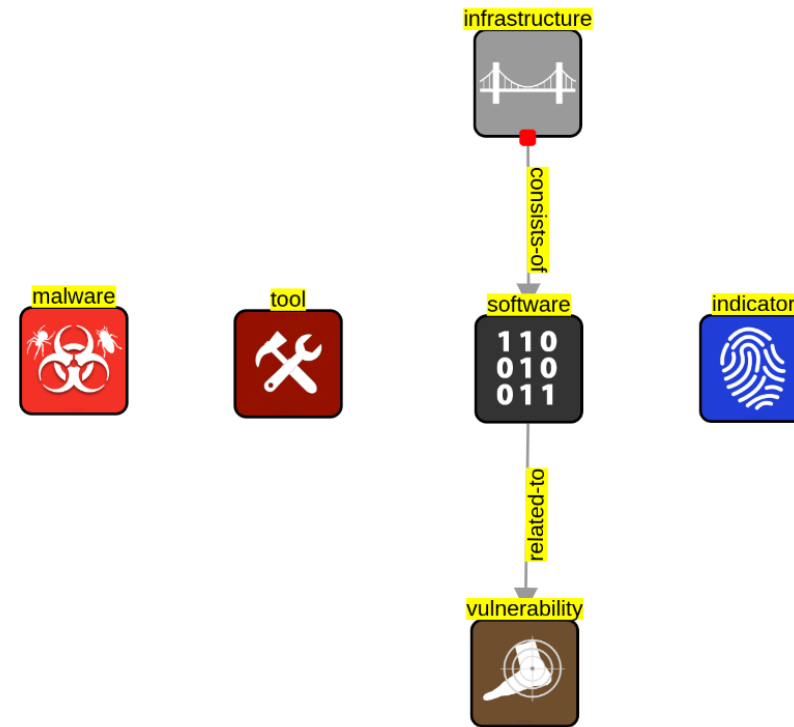 infrastructure
consists-of
malware
tool
software
indicator
110
010
011
related-to
vulnerability